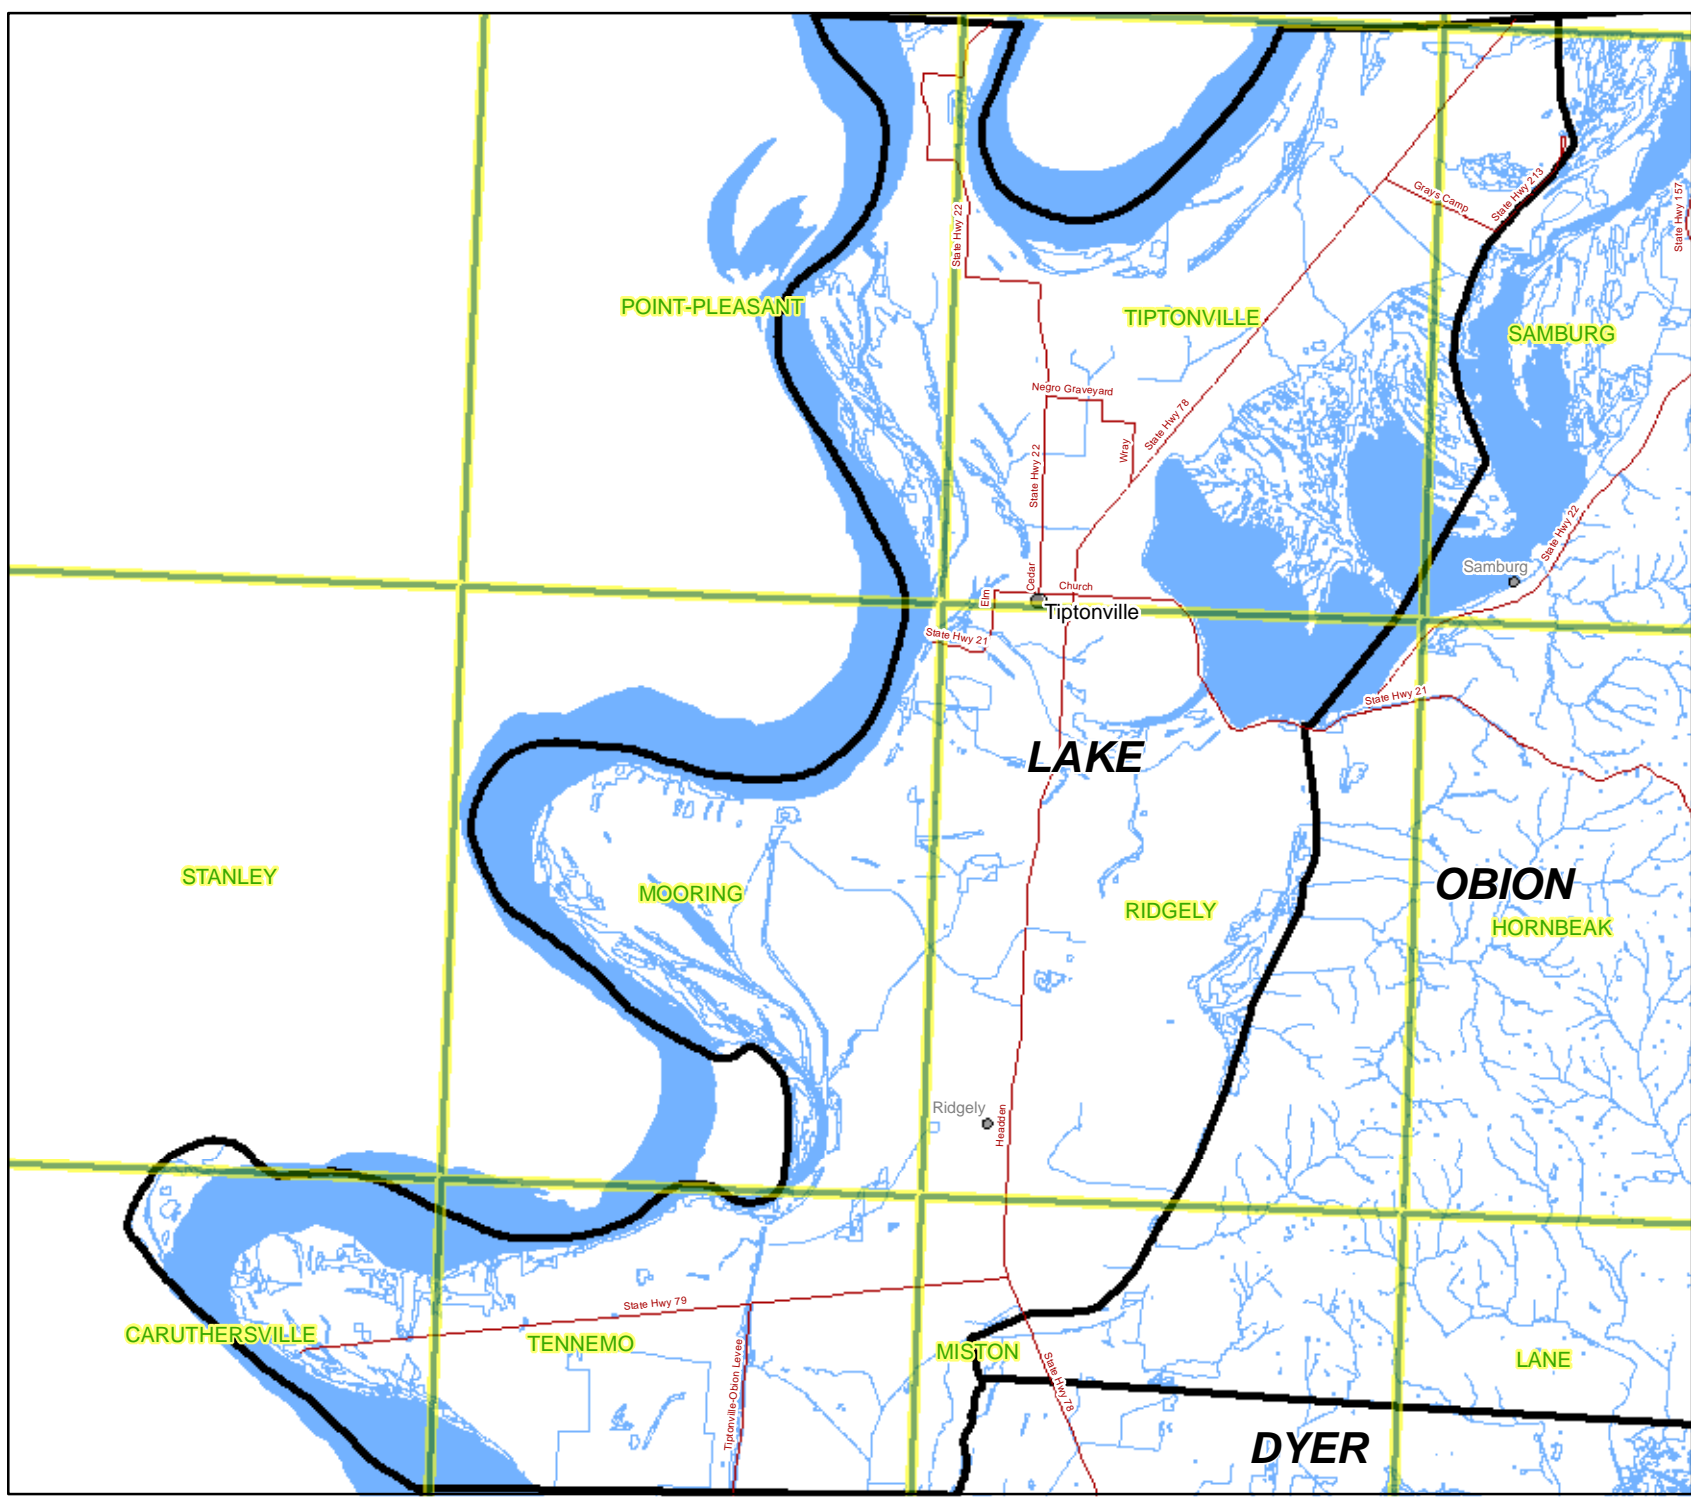 State Hwy 22
Grays Camp
State Hwy 213
State Hwy 157
POINT-PLEASANT
TIPTONVILLE
SAMBURG
Negro Graveyard
State Hwy 78
Wray
State Hwy 22
State Hwy 22
Samburg
Cedar
Church
Elm
Tiptonville
State Hwy 21
State Hwy 21
LAKE
STANLEY
MOORING
OBION
RIDGELY
HORNBEAK
Ridgely
Headden
State Hwy 79
CARUTHERSVILLE
TENNEMO
MISTON
LANE
Tiptonville-Obion Levee
State Hwy 78
DYER